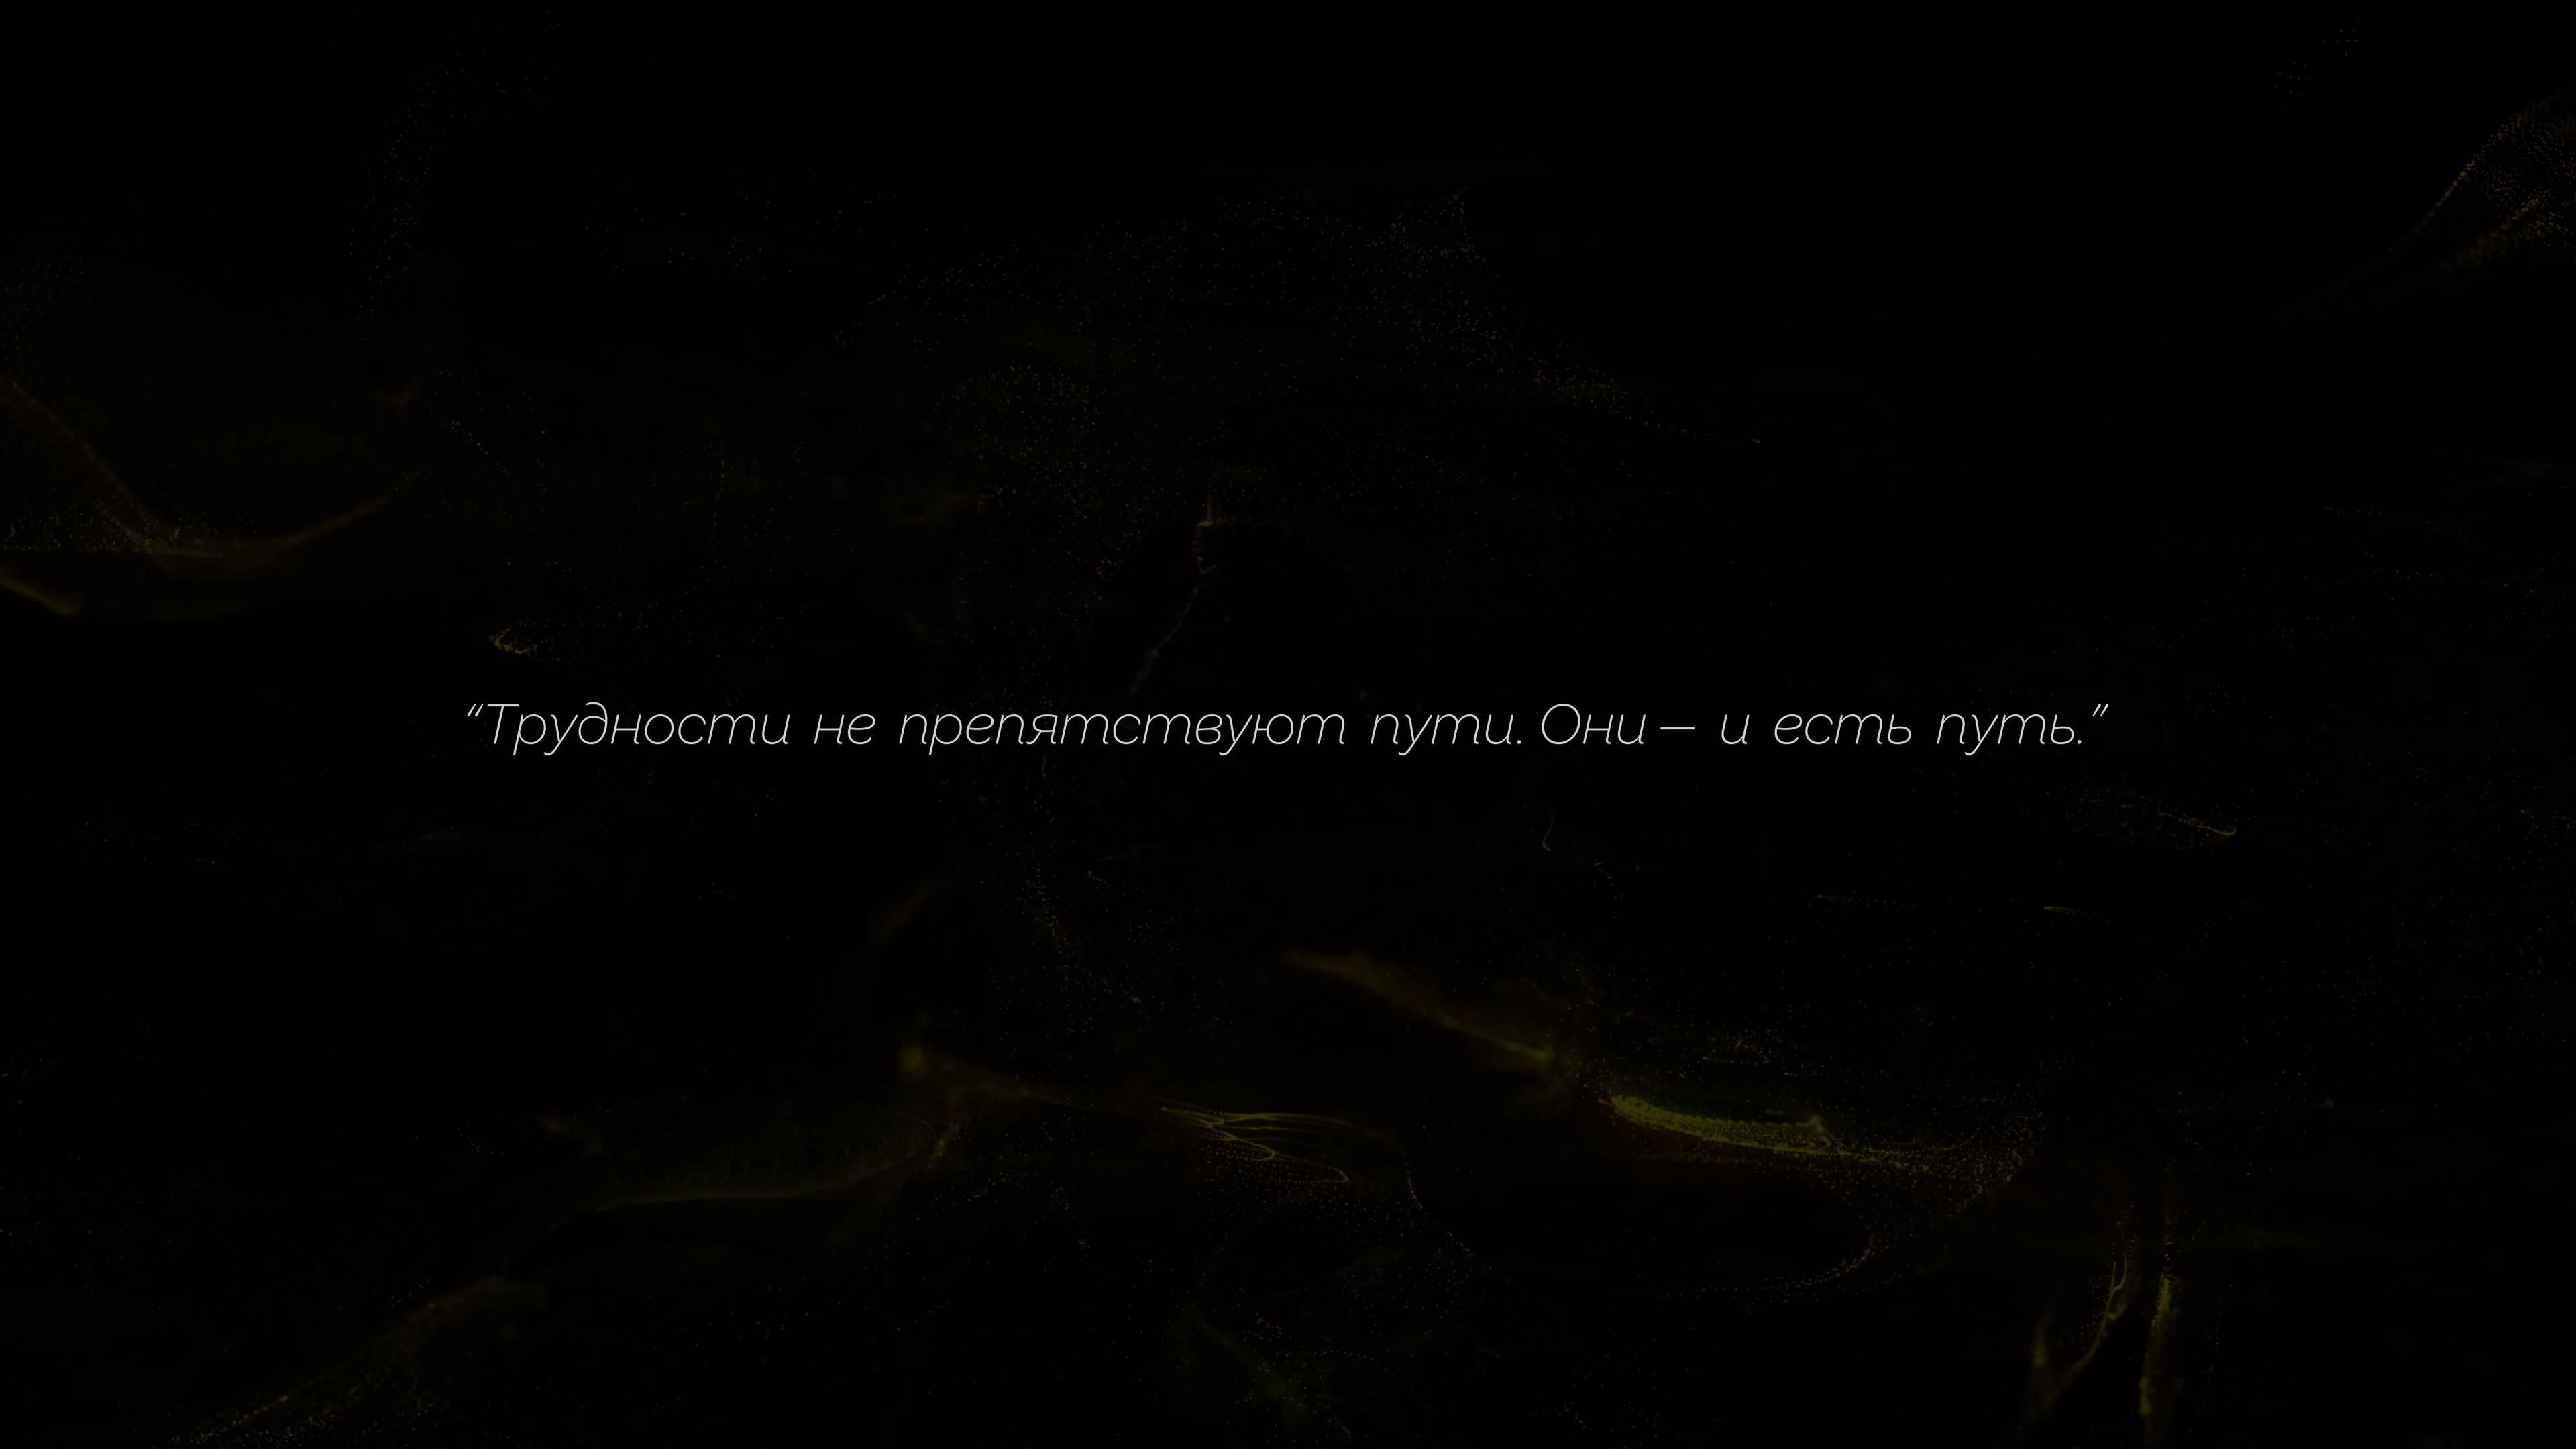 “Трудности не препятствуют пути. Они — и есть путь.”